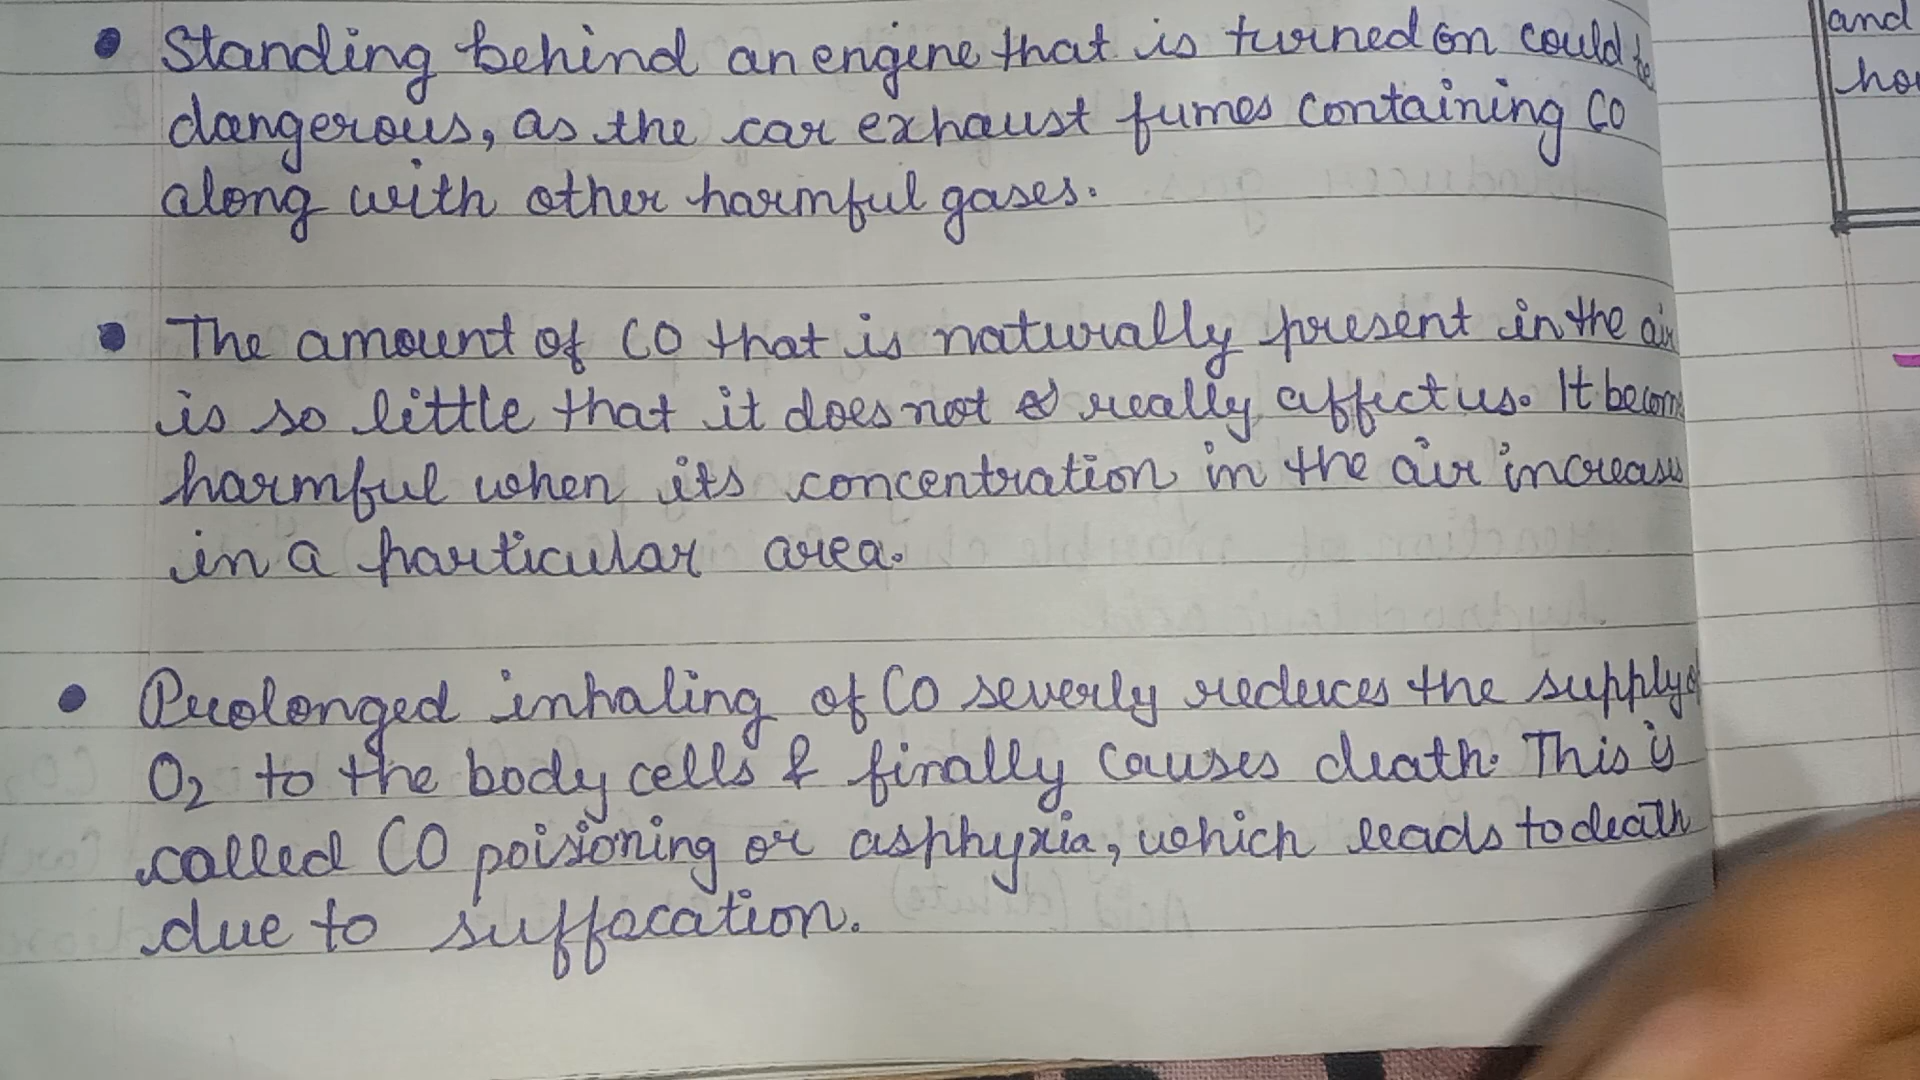 • Standing behind an engine that is turned on could be
dangerous, as the car exhaust fumes containing CO
along with other harmful gases.
• The amount of CO that is naturally present in the air
is so little that it does not really affect us. It becomes
harmful when its concentration in the air increases
in a particular area.
• Prolonged inhaling of CO severly reduces the supply of
O₂ to the body cells & finally causes death. This is
called CO poisioning or asphyxia, which leads to death
due to suffocation.
and